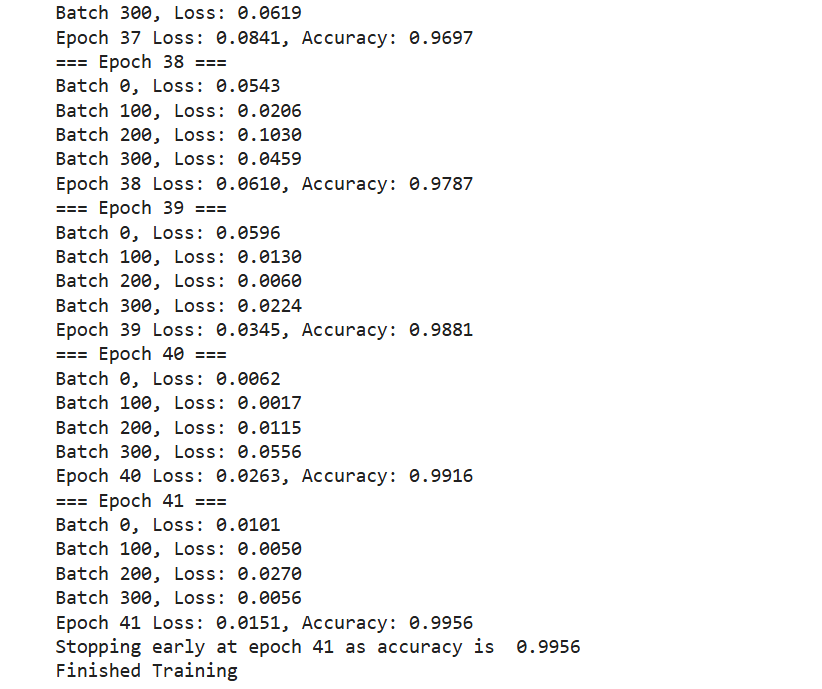 Batch 300, Loss: 0.0619
Epoch 37 Loss: 0.0841, Accuracy: 0.9697
=== Epoch 38 ===
Batch 0, Loss: 0.0543
Batch 100, Loss: 0.0206
Batch 200, Loss: 0.1030
Batch 300, Loss: 0.0459
Epoch 38 Loss: 0.0610, Accuracy: 0.9787
=== Epoch 39 ===
Batch 0, Loss: 0.0596
Batch 100, Loss: 0.0130
Batch 200, Loss: 0.0060
Batch 300, Loss: 0.0224
Epoch 39 Loss: 0.0345, Accuracy: 0.9881
=== Epoch 40 ===
Batch 0, Loss: 0.0062
Batch 100, Loss: 0.0017
Batch 200, Loss: 0.0115
Batch 300, Loss: 0.0556
Epoch 40 Loss: 0.0263, Accuracy: 0.9916
=== Epoch 41 ===
Batch 0, Loss: 0.0101
Batch 100, Loss: 0.0050
Batch 200, Loss: 0.0270
Batch 300, Loss: 0.0056
Epoch 41 Loss: 0.0151, Accuracy: 0.9956
Stopping early at epoch 41 as accuracy is  0.9956
Finished Training